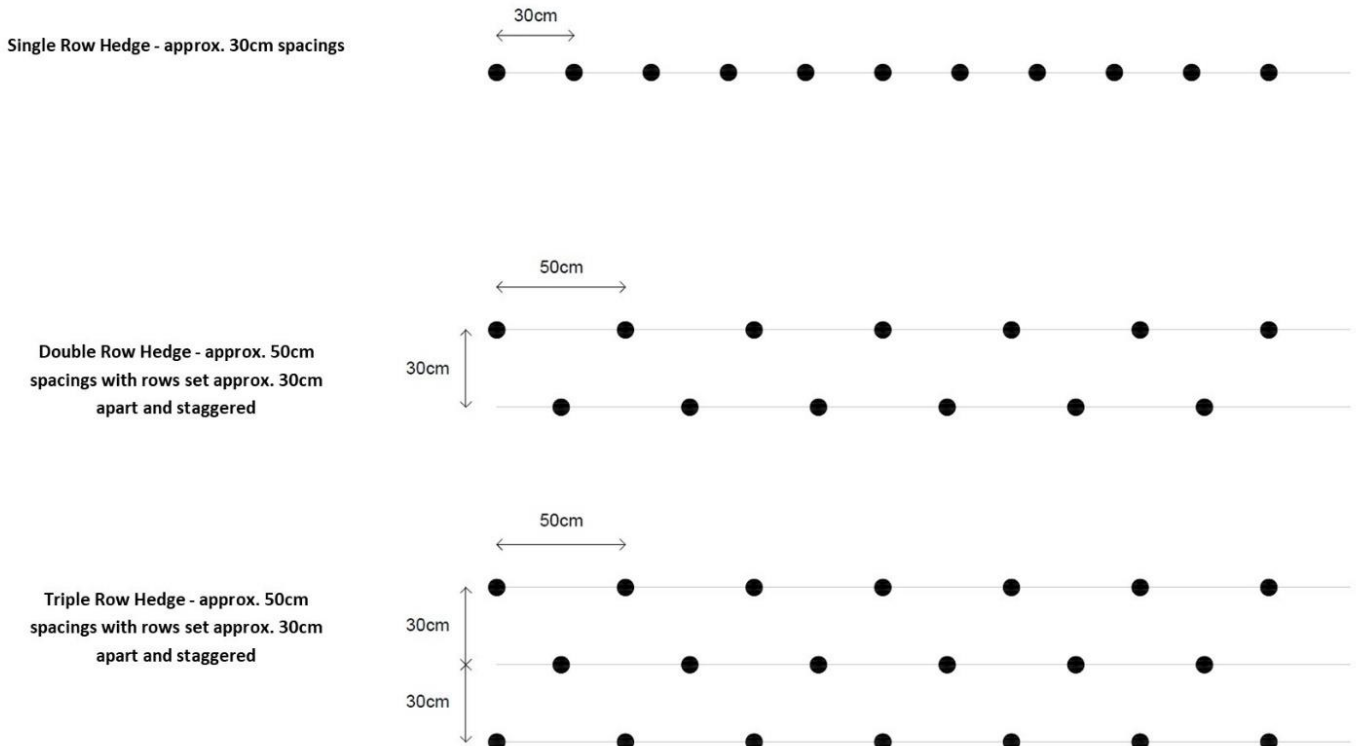 30cm
Single Row Hedge - approx. 30cm spacings
50cm
30cm
Double Row Hedge - approx. 50cm
spacings with rows set approx. 30cm
apart and staggered
50cm
30cm
Triple Row Hedge - approx. 50cm
spacings with rows set approx. 30cm
apart and staggered
30cm